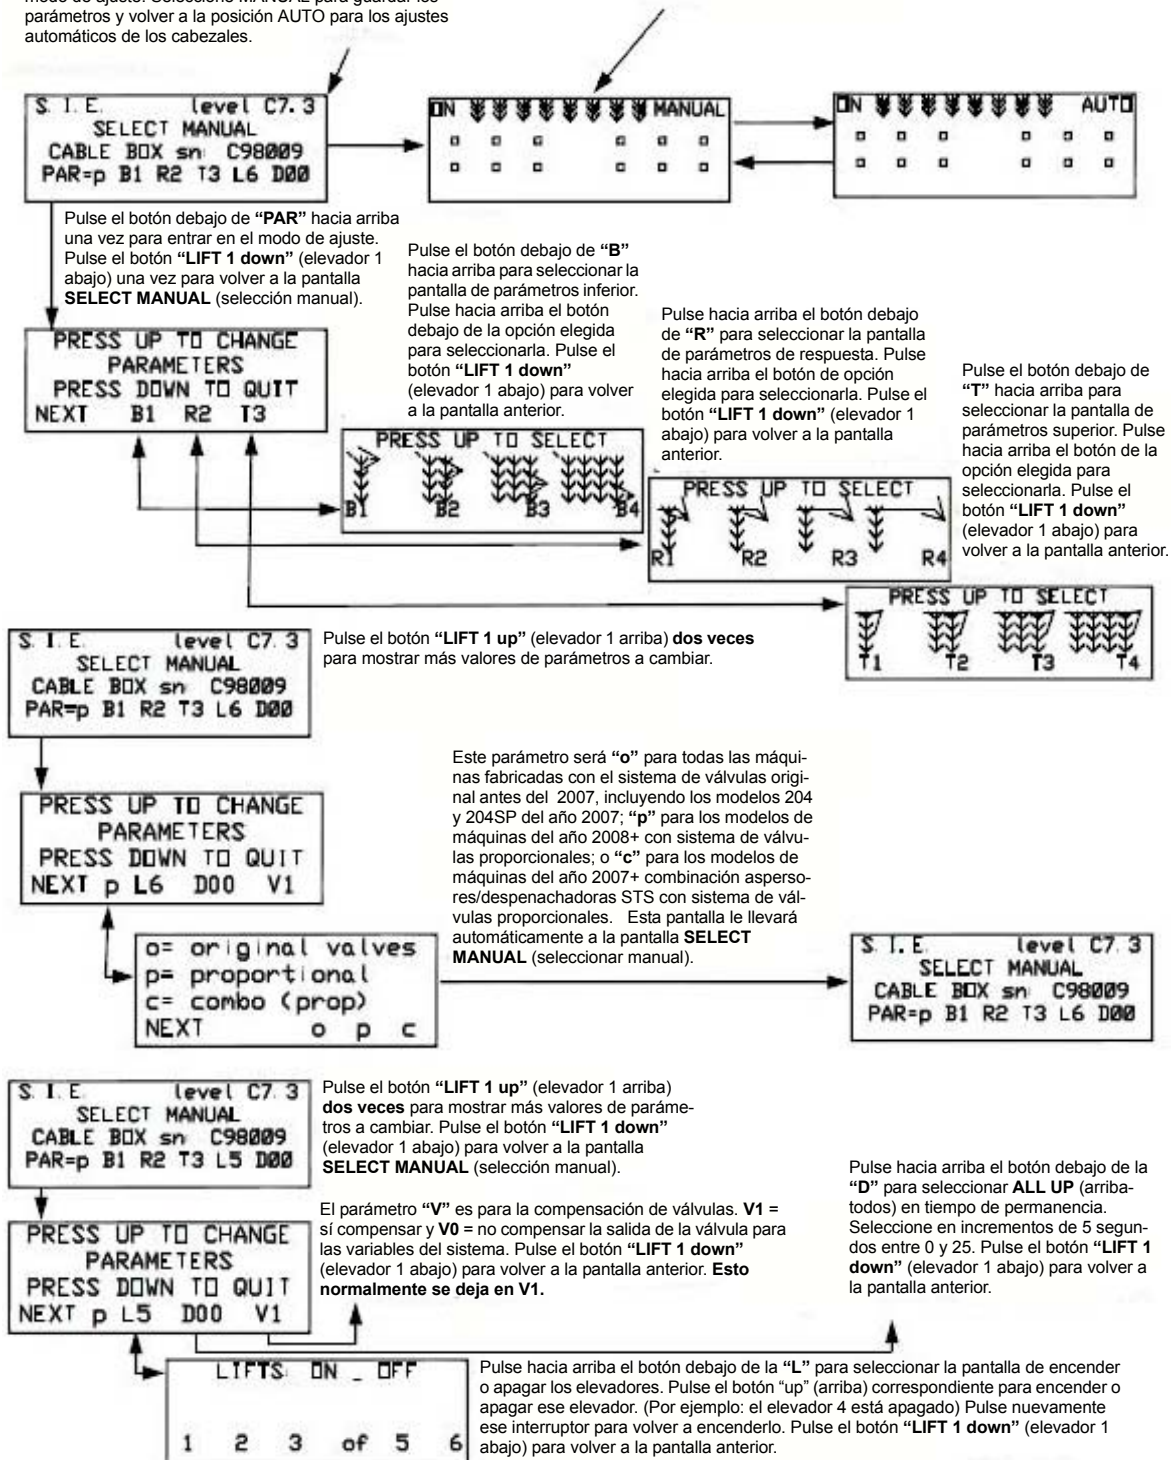 parámetros y volver a la posición AUTO para los ajustes
automáticos de los cabezales.
S. I. E. level C7. 3
SELECT MANUAL
CABLE BOX sn: C98009
PAR=p B1 R2 T3 L6 D00
ON MANUAL
ON AUTO
Pulse el botón debajo de “PAR” hacia arriba
una vez para entrar en el modo de ajuste.
Pulse el botón “LIFT 1 down” (elevador 1
abajo) una vez para volver a la pantalla
SELECT MANUAL (selección manual).
Pulse el botón debajo de “B”
hacia arriba para seleccionar la
pantalla de parámetros inferior.
Pulse hacia arriba el botón
debajo de la opción elegida
para seleccionarla. Pulse el
botón “LIFT 1 down”
(elevador 1 abajo) para volver
a la pantalla anterior.
Pulse hacia arriba el botón debajo
de “R” para seleccionar la pantalla
de parámetros de respuesta. Pulse
hacia arriba el botón de opción
elegida para seleccionarla. Pulse el
botón “LIFT 1 down” (elevador 1
abajo) para volver a la pantalla
anterior.
Pulse el botón debajo de
“T” hacia arriba para
seleccionar la pantalla de
parámetros superior. Pulse
hacia arriba el botón de la
opción elegida para
seleccionarla. Pulse el
botón “LIFT 1 down”
(elevador 1 abajo) para
volver a la pantalla anterior.
PRESS UP TO CHANGE
PARAMETERS
PRESS DOWN TO QUIT
NEXT B1 R2 T3
PRESS UP TO SELECT
B1 B2 B3 B4
PRESS UP TO SELECT
R1 R2 R3 R4
PRESS UP TO SELECT
T1 T2 T3 T4
S. I. E. level C7. 3
SELECT MANUAL
CABLE BOX sn C98009
PAR=p B1 R2 T3 L6 D00
Pulse el botón “LIFT 1 up” (elevador 1 arriba) dos veces
para mostrar más valores de parámetros a cambiar.
PRESS UP TO CHANGE
PARAMETERS
PRESS DOWN TO QUIT
NEXT p L6 D00 V1
Este parámetro será “o” para todas las máqui-
nas fabricadas con el sistema de válvulas origi-
nal antes del 2007, incluyendo los modelos 204
y 204SP del año 2007; “p” para los modelos de
máquinas del año 2008+ con sistema de válvu-
las proporcionales; o “c” para los modelos de
máquinas del año 2007+ combinación asperso-
res/despenachadoras STS con sistema de vál-
vulas proporcionales. Esta pantalla le llevará
automáticamente a la pantalla SELECT
MANUAL (seleccionar manual).
o= original valves
p= proportional
c= combo (prop)
NEXT o p c
S. I. E. level C7. 3
SELECT MANUAL
CABLE BOX sn: C98009
PAR=p B1 R2 T3 L6 D00
S. I. E. level C7. 3
SELECT MANUAL
CABLE BOX sn C98009
PAR=p B1 R2 T3 L5 D00
Pulse el botón “LIFT 1 up” (elevador 1 arriba)
dos veces para mostrar más valores de paráme-
tros a cambiar. Pulse el botón “LIFT 1 down”
(elevador 1 abajo) para volver a la pantalla
SELECT MANUAL (selección manual).
PRESS UP TO CHANGE
PARAMETERS
PRESS DOWN TO QUIT
NEXT p L5 D00 V1
El parámetro “V” es para la compensación de válvulas. V1 =
sí compensar y V0 = no compensar la salida de la válvula para
las variables del sistema. Pulse el botón “LIFT 1 down”
(elevador 1 abajo) para volver a la pantalla anterior. Esto
normalmente se deja en V1.
Pulse hacia arriba el botón debajo de la
“D” para seleccionar ALL UP (arriba-
todos) en tiempo de permanencia.
Seleccione en incrementos de 5 segun-
dos entre 0 y 25. Pulse el botón “LIFT 1
down” (elevador 1 abajo) para volver a
la pantalla anterior.
LIFTS: ON _ OFF
1 2 3 of 5 6
Pulse hacia arriba el botón debajo de la “L” para seleccionar la pantalla de encender
o apagar los elevadores. Pulse el botón “up” (arriba) correspondiente para encender o
apagar ese elevador. (Por ejemplo: el elevador 4 está apagado) Pulse nuevamente
ese interruptor para volver a encenderlo. Pulse el botón “LIFT 1 down” (elevador 1
abajo) para volver a la pantalla anterior.